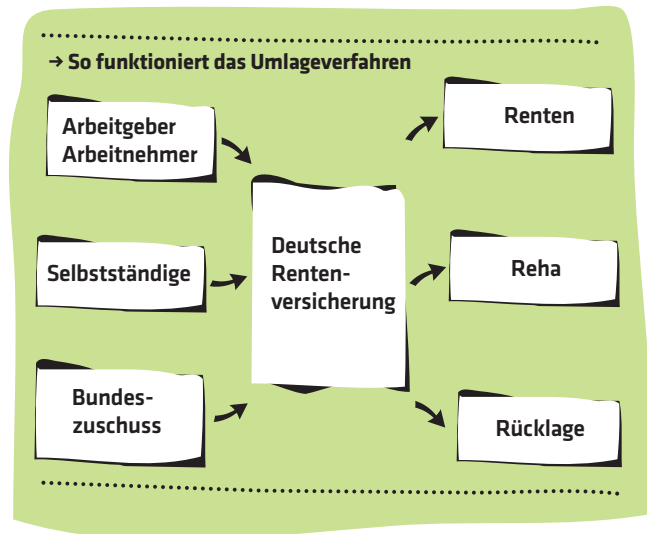 → So funktioniert das Umlageverfahren
Arbeitgeber
Arbeitnehmer
Selbstständige
Bundes-
zuschuss
Deutsche
Renten-
versicherung
Renten
Reha
Rücklage